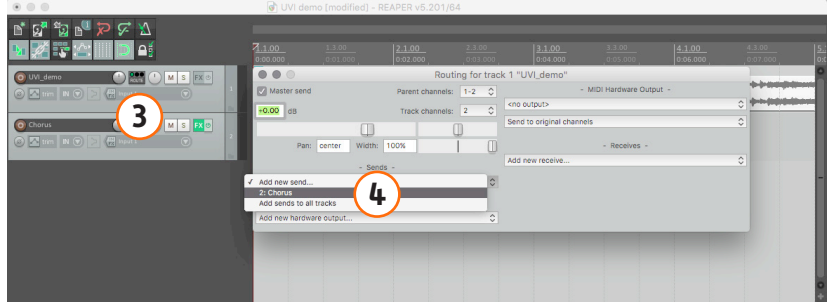 UVI demo [modified] - REAPER v5.201/64
1.1.00 1.3.00 2.1.00 2.3.00 3.1.00 3.3.00 4.1.00 4.3.00
0:00.000 0:01.000 0:02.000 0:03.000 0:04.000 0:05.000 0:06.000 0:07.000
UVI_demo M S FX
IN
Chorus M S FX
IN
3
Routing for track 1 "UVI_demo"
Master send Parent channels: 1-2
+0.00 dB Track channels: 2
Pan: center Width: 100%
- Sends -
Add new send...
2: Chorus
Add sends to all tracks
Add new hardware output...
4
- MIDI Hardware Output -
<no output>
Send to original channels
- Receives -
Add new receive...